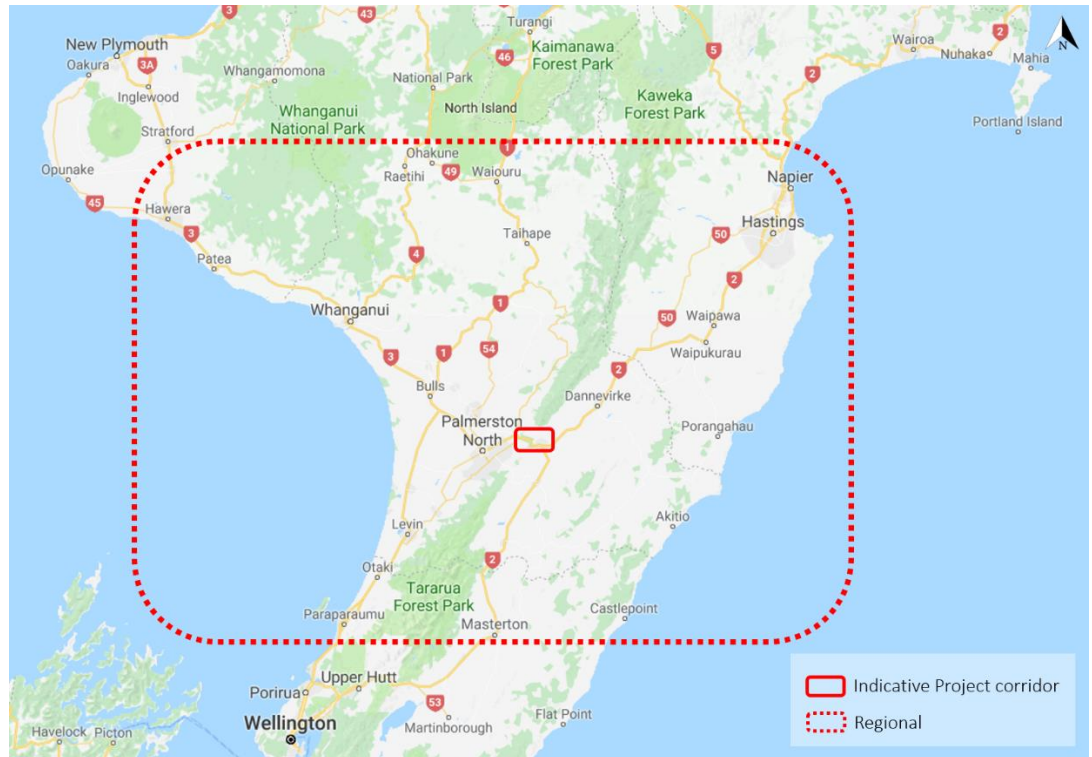 43
3
1
2
Turangi
New Plymouth
Oakura
3A
Inglewood
Whangamomona
National Park
46
Kaimanawa
Forest Park
5
2
Wairoa
Nuhaka
Mahia
N
North Island
Kaweka
Forest Park
Whanganui
National Park
Portland Island
Stratford
Opunake
Ohakune
1
Raetihi
49
Waiouru
Napier
45
Hawera
3
Hastings
Patea
4
Taihape
50
2
Whanganui
1
50
Waipawa
3
1
54
Waipukurau
2
Bulls
Dannevirke
Palmerston
North
Porangahau
Levin
Akitio
Otaki
2
Tararua
Forest Park
Paraparaumu
Castlepoint
Masterton
Porirua
Upper Hutt
53
Wellington
Martinborough
Flat Point
Havelock
Picton
Indicative Project corridor
Regional